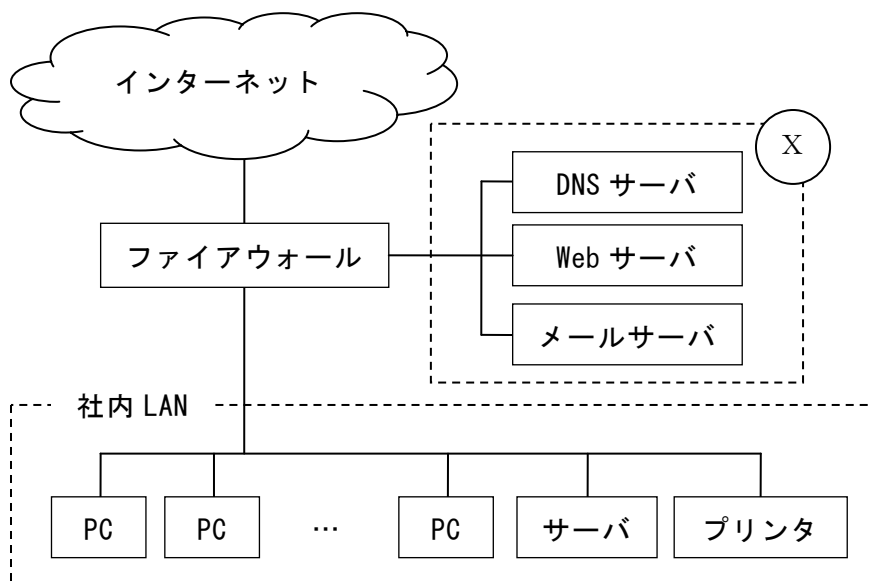 インターネット
X
DNS サーバ
ファイアウォール
Web サーバ
メールサーバ
社内 LAN
PC
PC
…
PC
サーバ
プリンタ